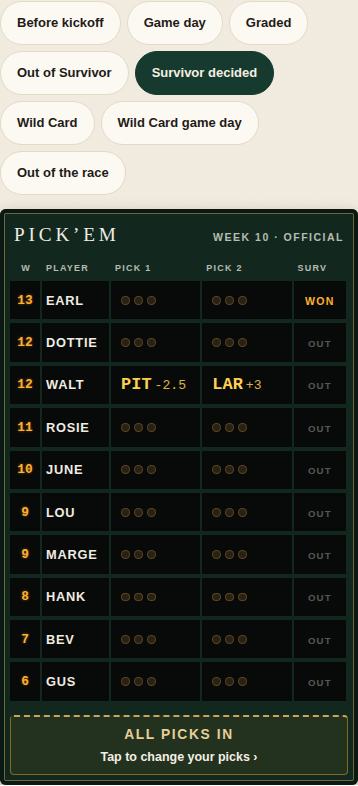 Before kickoff Game day Graded
Out of Survivor Survivor decided
Wild Card Wild Card game day
Out of the race
PICK’EM WEEK 10 · OFFICIAL
W PLAYER PICK 1 PICK 2 SURV
13 EARL WON
12 DOTTIE OUT
12 WALT PIT -2.5 LAR +3 OUT
11 ROSIE OUT
10 JUNE OUT
9 LOU OUT
9 MARGE OUT
8 HANK OUT
7 BEV OUT
6 GUS OUT
ALL PICKS IN
Tap to change your picks ›